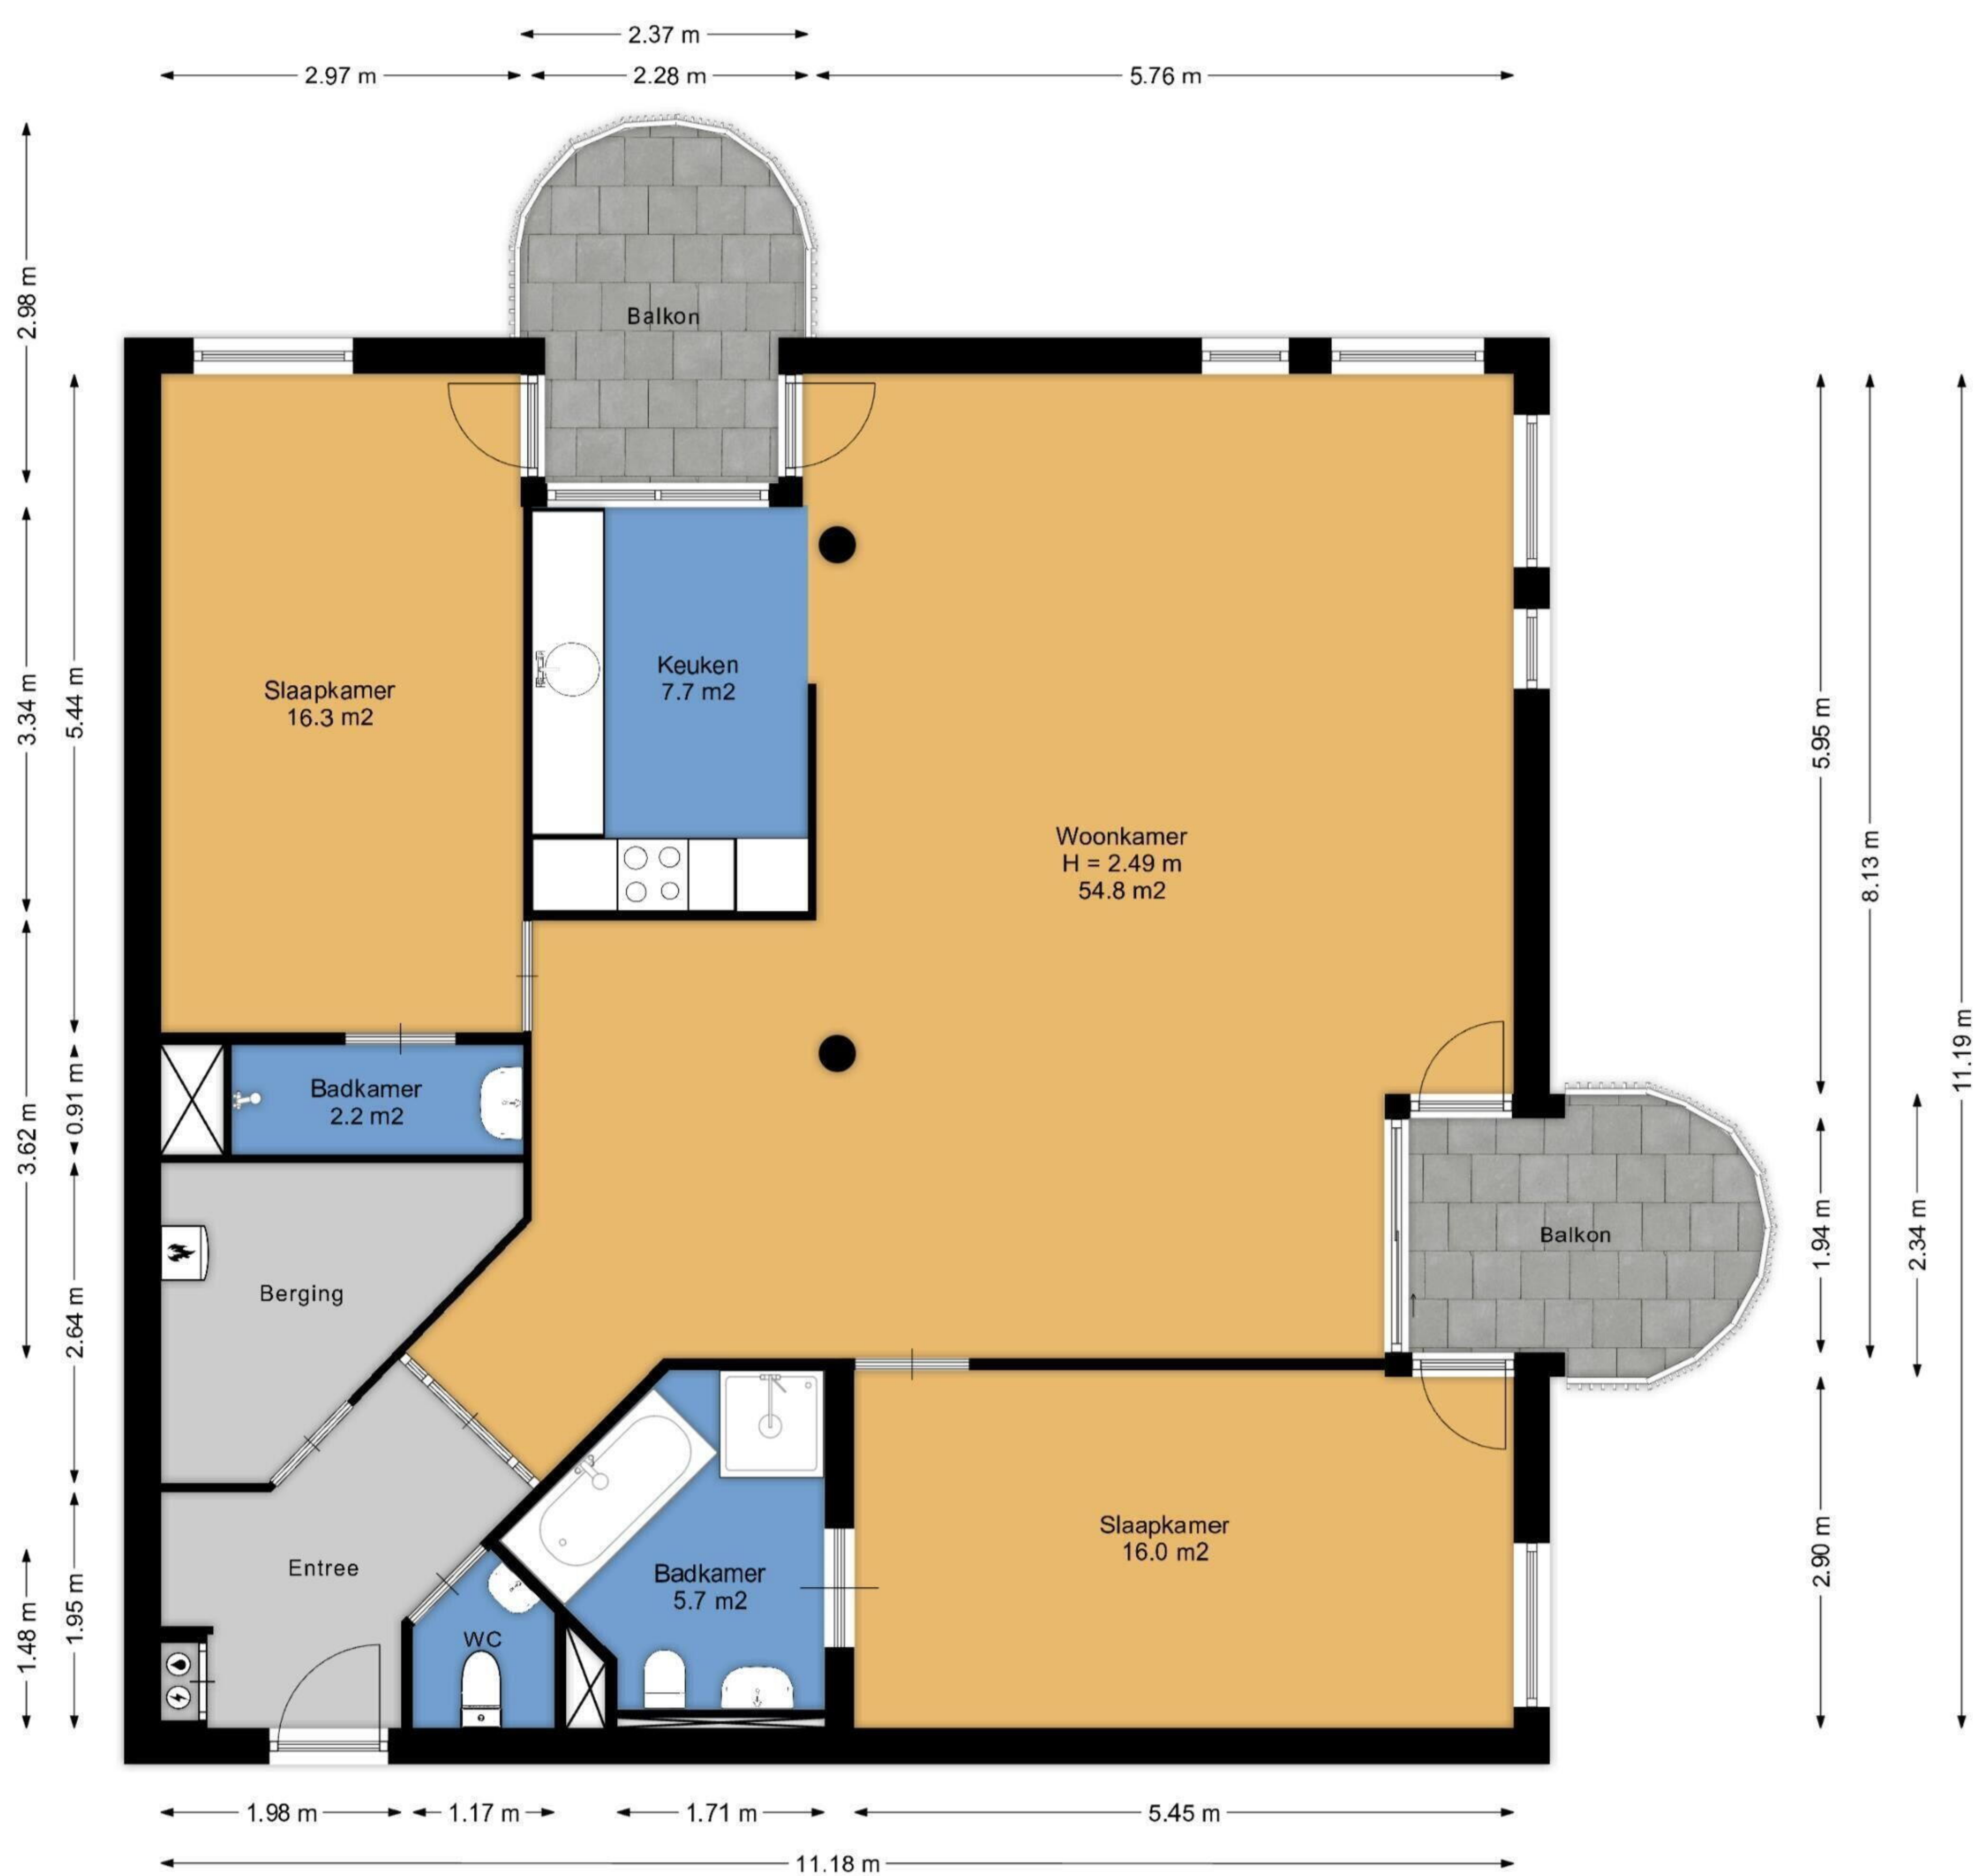 2.37 m
2.97 m
2.28 m
5.76 m
2.98 m
Balkon
3.34 m
5.44 m
Slaapkamer
16.3 m2
Keuken
7.7 m2
Woonkamer
H = 2.49 m
54.8 m2
5.95 m
8.13 m
11.19 m
3.62 m
0.91 m
Badkamer
2.2 m2
Balkon
1.94 m
2.34 m
2.64 m
Berging
Slaapkamer
16.0 m2
2.90 m
Entree
Badkamer
5.7 m2
WC
1.48 m
1.95 m
1.98 m
1.17 m
1.71 m
5.45 m
11.18 m